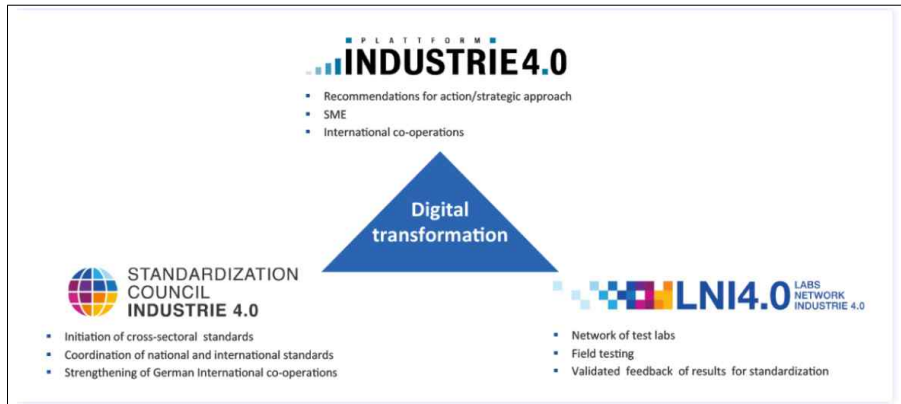 PLATTFORM
INDUSTRIE 4.0
Recommendations for action/strategic approach
SME
International co-operations
Digital
transformation
STANDARDIZATION
COUNCIL
INDUSTRIE 4.0
Initiation of cross-sectoral standards
Coordination of national and international standards
Strengthening of German International co-operations
LNI4.0
LABS
NETWORK
INDUSTRIE 4.0
Network of test labs
Field testing
Validated feedback of results for standardization